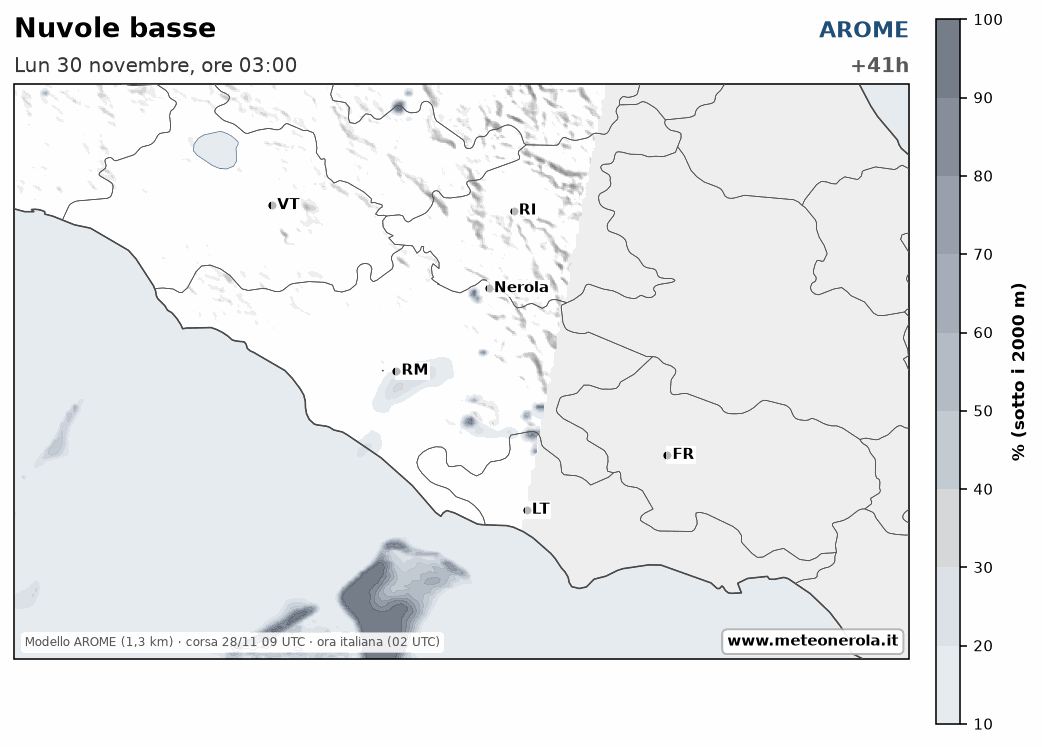 Nuvole basse
AROME
Lun 30 novembre, ore 03:00
+41h
VT
RI
Nerola
RM
FR
LT
Modello AROME (1,3 km) · corsa 28/11 09 UTC · ora italiana (02 UTC)
www.meteonerola.it
100
90
80
70
60
50
40
30
20
10
% (sotto i 2000 m)